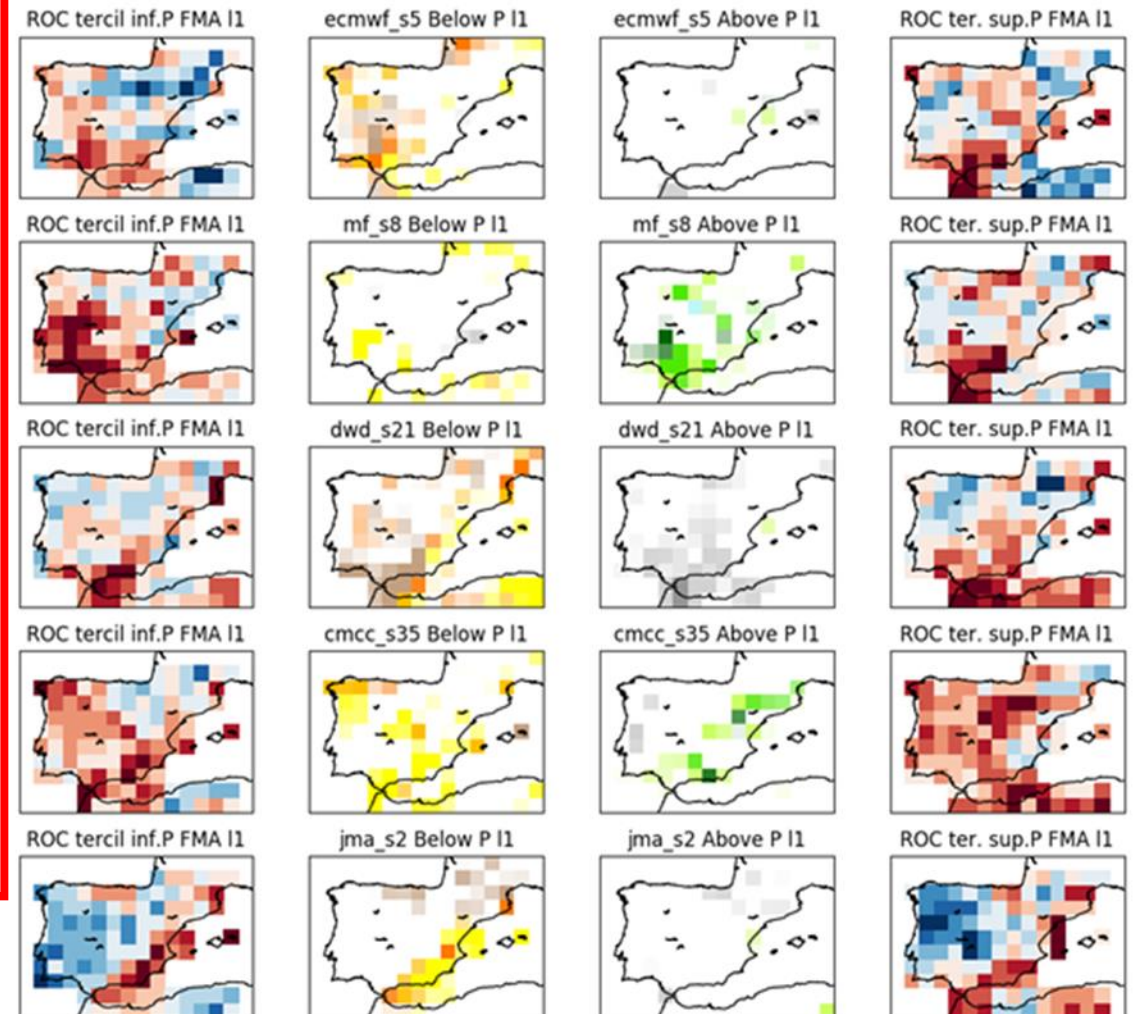 ROC tercil inf.P FMA l1
ecmwf_s5 Below P l1
ecmwf_s5 Above P l1
ROC ter. sup.P FMA l1
ROC tercil inf.P FMA l1
mf_s8 Below P l1
mf_s8 Above P l1
ROC ter. sup.P FMA l1
ROC tercil inf.P FMA l1
dwd_s21 Below P l1
dwd_s21 Above P l1
ROC ter. sup.P FMA l1
ROC tercil inf.P FMA l1
cmcc_s35 Below P l1
cmcc_s35 Above P l1
ROC ter. sup.P FMA l1
ROC tercil inf.P FMA l1
jma_s2 Below P l1
jma_s2 Above P l1
ROC ter. sup.P FMA l1